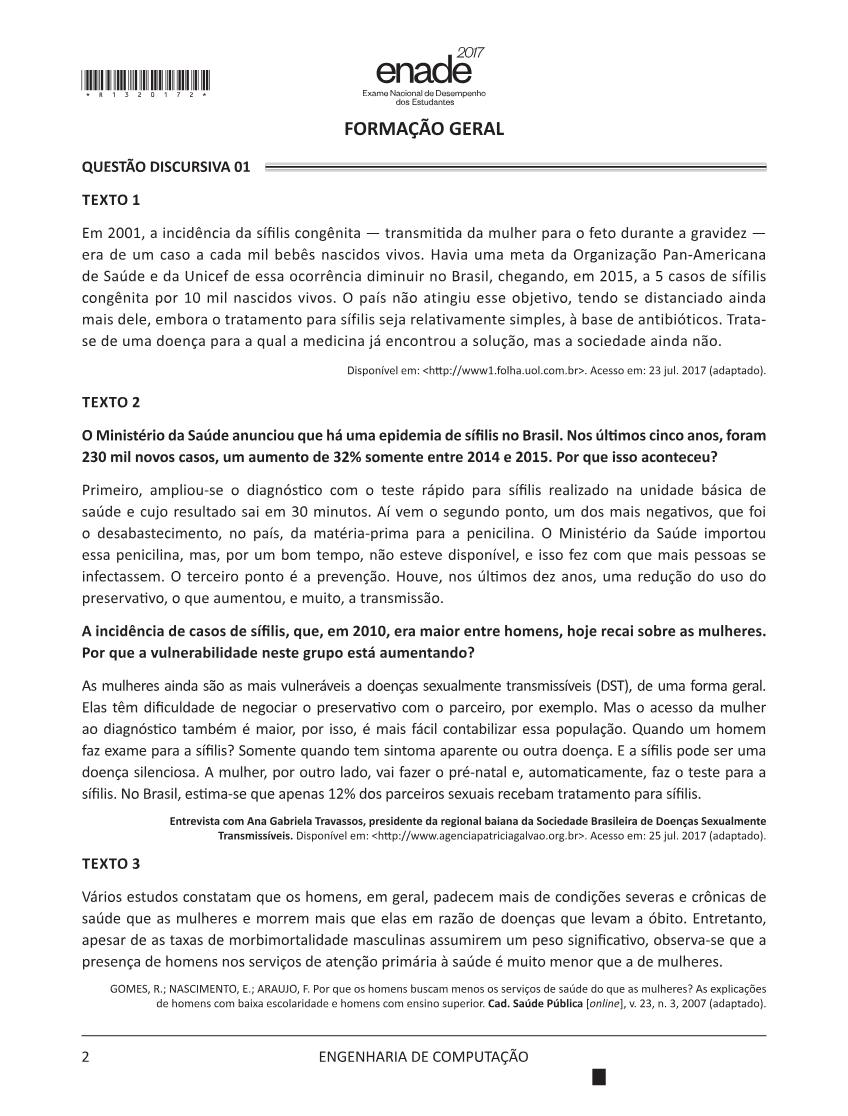 * R 1 3 2 0 1 7 2 *
2017
enade
Exame Nacional de Desempenho
dos Estudantes
FORMAÇÃO GERAL
QUESTÃO DISCURSIVA 01
TEXTO 1
Em 2001, a incidência da sífilis congênita — transmitida da mulher para o feto durante a gravidez —
era de um caso a cada mil bebês nascidos vivos. Havia uma meta da Organização Pan-Americana
de Saúde e da Unicef de essa ocorrência diminuir no Brasil, chegando, em 2015, a 5 casos de sífilis
congênita por 10 mil nascidos vivos. O país não atingiu esse objetivo, tendo se distanciado ainda
mais dele, embora o tratamento para sífilis seja relativamente simples, à base de antibióticos. Trata-
se de uma doença para a qual a medicina já encontrou a solução, mas a sociedade ainda não.
Disponível em: <http://www1.folha.uol.com.br>. Acesso em: 23 jul. 2017 (adaptado).
TEXTO 2
O Ministério da Saúde anunciou que há uma epidemia de sífilis no Brasil. Nos últimos cinco anos, foram
230 mil novos casos, um aumento de 32% somente entre 2014 e 2015. Por que isso aconteceu?
Primeiro, ampliou-se o diagnóstico com o teste rápido para sífilis realizado na unidade básica de
saúde e cujo resultado sai em 30 minutos. Aí vem o segundo ponto, um dos mais negativos, que foi
o desabastecimento, no país, da matéria-prima para a penicilina. O Ministério da Saúde importou
essa penicilina, mas, por um bom tempo, não esteve disponível, e isso fez com que mais pessoas se
infectassem. O terceiro ponto é a prevenção. Houve, nos últimos dez anos, uma redução do uso do
preservativo, o que aumentou, e muito, a transmissão.
A incidência de casos de sífilis, que, em 2010, era maior entre homens, hoje recai sobre as mulheres.
Por que a vulnerabilidade neste grupo está aumentando?
As mulheres ainda são as mais vulneráveis a doenças sexualmente transmissíveis (DST), de uma forma geral.
Elas têm dificuldade de negociar o preservativo com o parceiro, por exemplo. Mas o acesso da mulher
ao diagnóstico também é maior, por isso, é mais fácil contabilizar essa população. Quando um homem
faz exame para a sífilis? Somente quando tem sintoma aparente ou outra doença. E a sífilis pode ser uma
doença silenciosa. A mulher, por outro lado, vai fazer o pré-natal e, automaticamente, faz o teste para a
sífilis. No Brasil, estima-se que apenas 12% dos parceiros sexuais recebam tratamento para sífilis.
Entrevista com Ana Gabriela Travassos, presidente da regional baiana da Sociedade Brasileira de Doenças Sexualmente
Transmissíveis. Disponível em: <http://www.agenciapatriciagalvao.org.br>. Acesso em: 25 jul. 2017 (adaptado).
TEXTO 3
Vários estudos constatam que os homens, em geral, padecem mais de condições severas e crônicas de
saúde que as mulheres e morrem mais que elas em razão de doenças que levam a óbito. Entretanto,
apesar de as taxas de morbimortalidade masculinas assumirem um peso significativo, observa-se que a
presença de homens nos serviços de atenção primária à saúde é muito menor que a de mulheres.
GOMES, R.; NASCIMENTO, E.; ARAUJO, F. Por que os homens buscam menos os serviços de saúde do que as mulheres? As explicações
de homens com baixa escolaridade e homens com ensino superior. Cad. Saúde Pública [online], v. 23, n. 3, 2007 (adaptado).
2
ENGENHARIA DE COMPUTAÇÃO